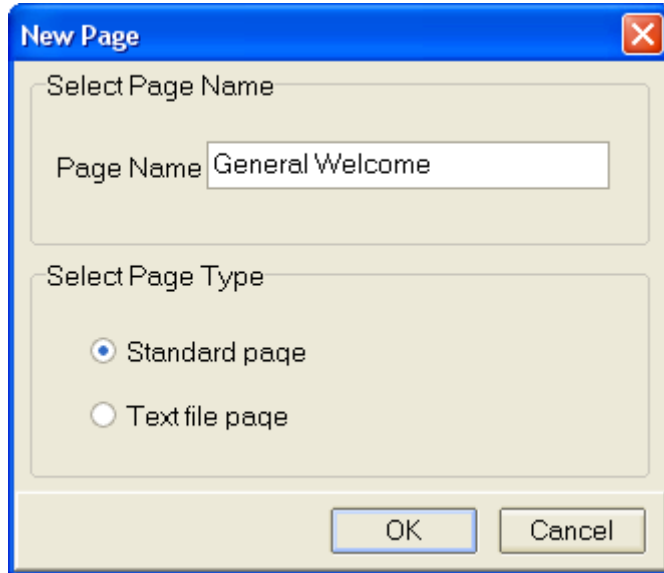 New Page
Select Page Name
Page Name General Welcome
Select Page Type
Standard page
Text file page
OK Cancel